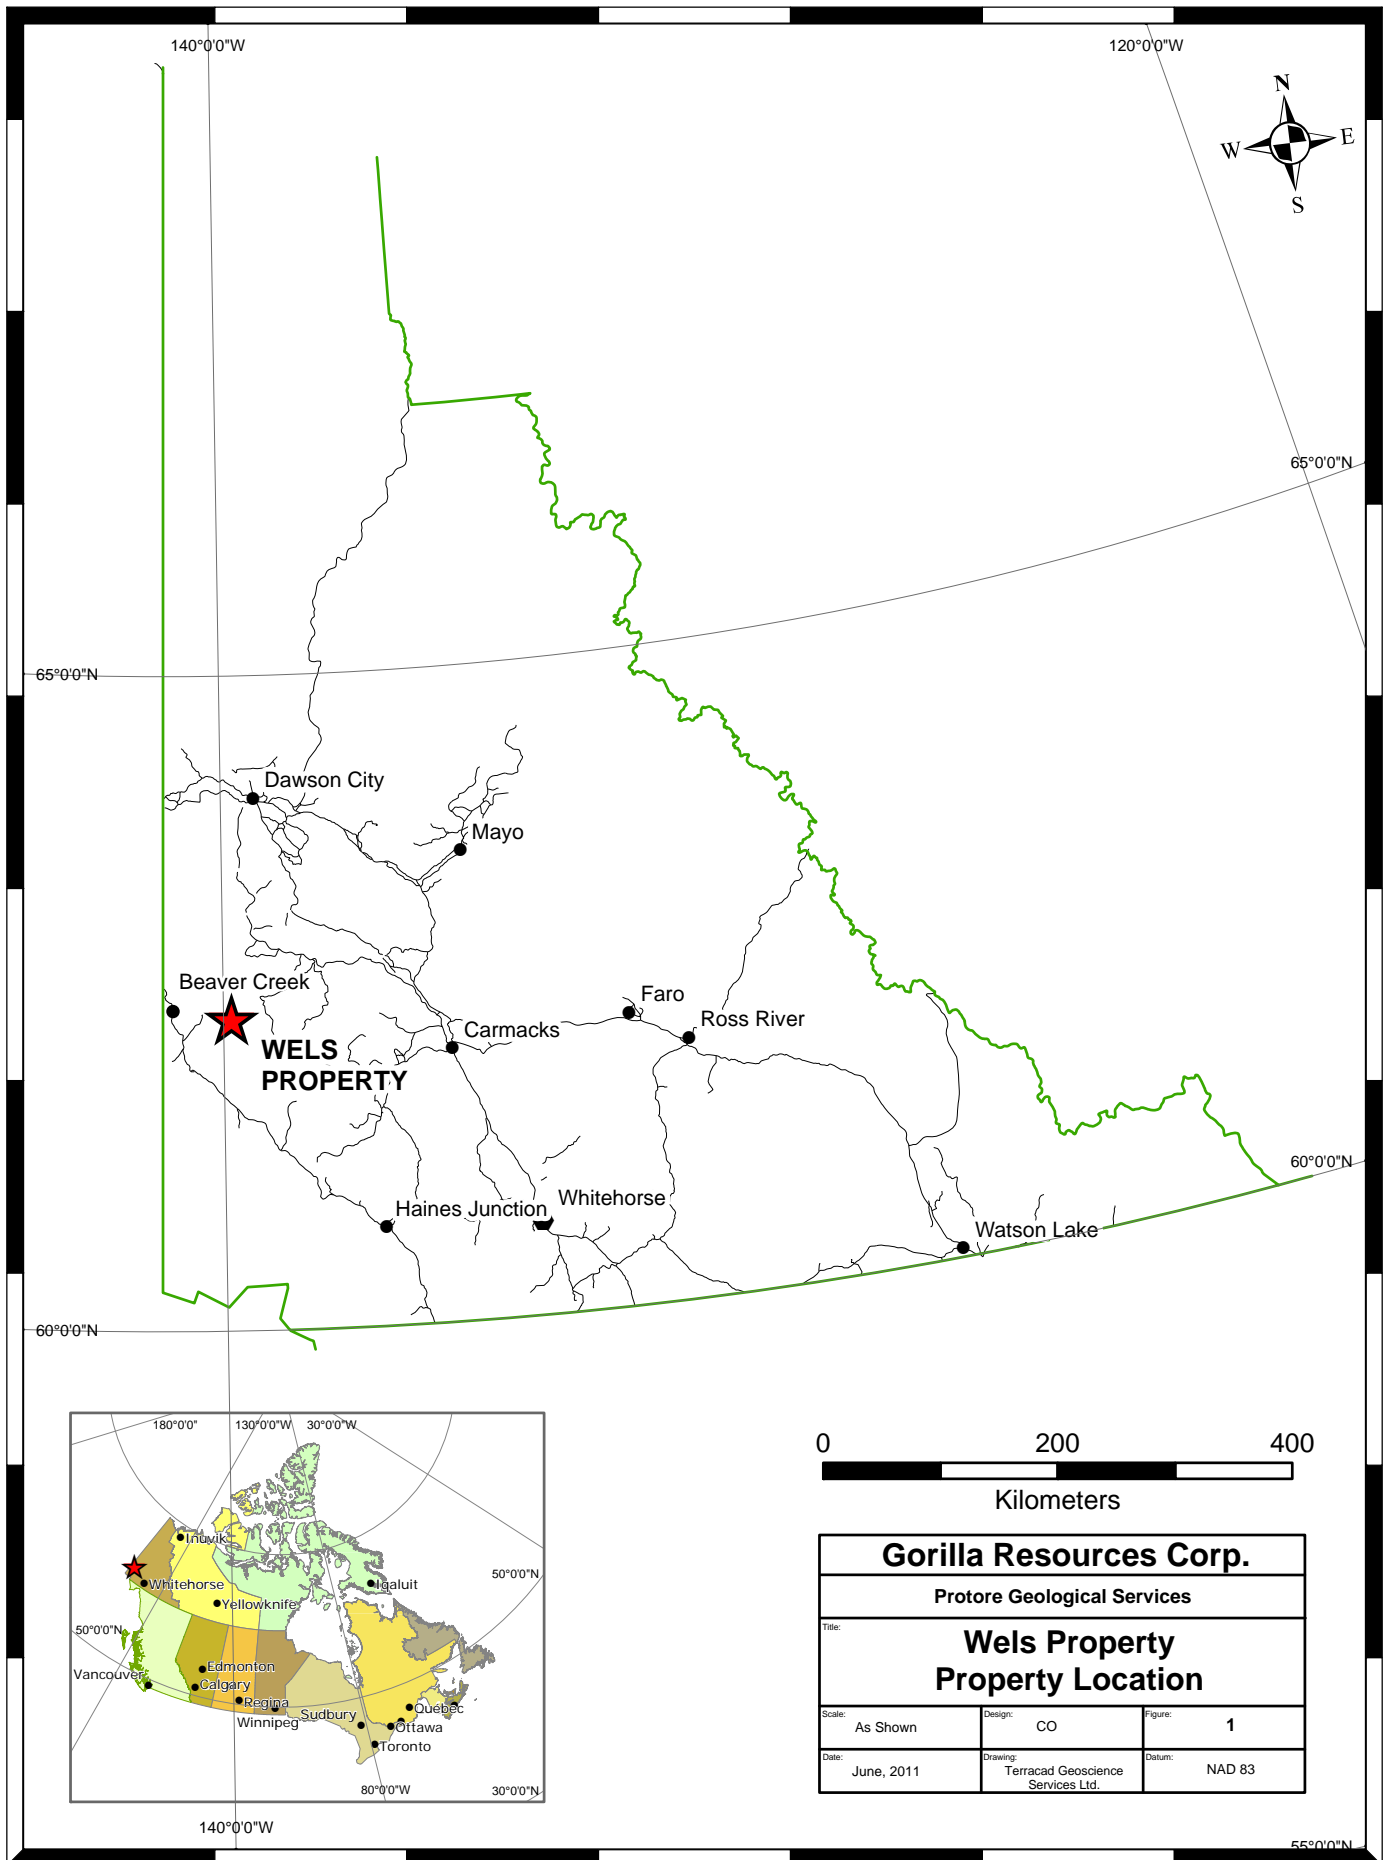 140°0'0"W
120°0'0"W
N
W
E
S
65°0'0"N
65°0'0"N
Dawson City
Mayo
Beaver Creek
Faro
Ross River
Carmacks
WELS
PROPERTY
60°0'0"N
Whitehorse
Haines Junction
Watson Lake
60°0'0"N
180°0'0"
130°0'0"W
30°0'0"W
Inuvik
Whitehorse
Iqaluit
50°0'0"N
Yellowknife
50°0'0"N
Vancouver
Edmonton
Calgary
Regina
Winnipeg
Sudbury
Québec
Ottawa
Toronto
80°0'0"W
30°0'0"N
140°0'0"W
0
200
400
Kilometers
Gorilla Resources Corp.
Protore Geological Services
Title:
Wels Property
Property Location
Scale:
As Shown
Design:
CO
Figure:
1
Date:
June, 2011
Drawing:
Terracad Geoscience
Services Ltd.
Datum:
NAD 83
55°0'0"N